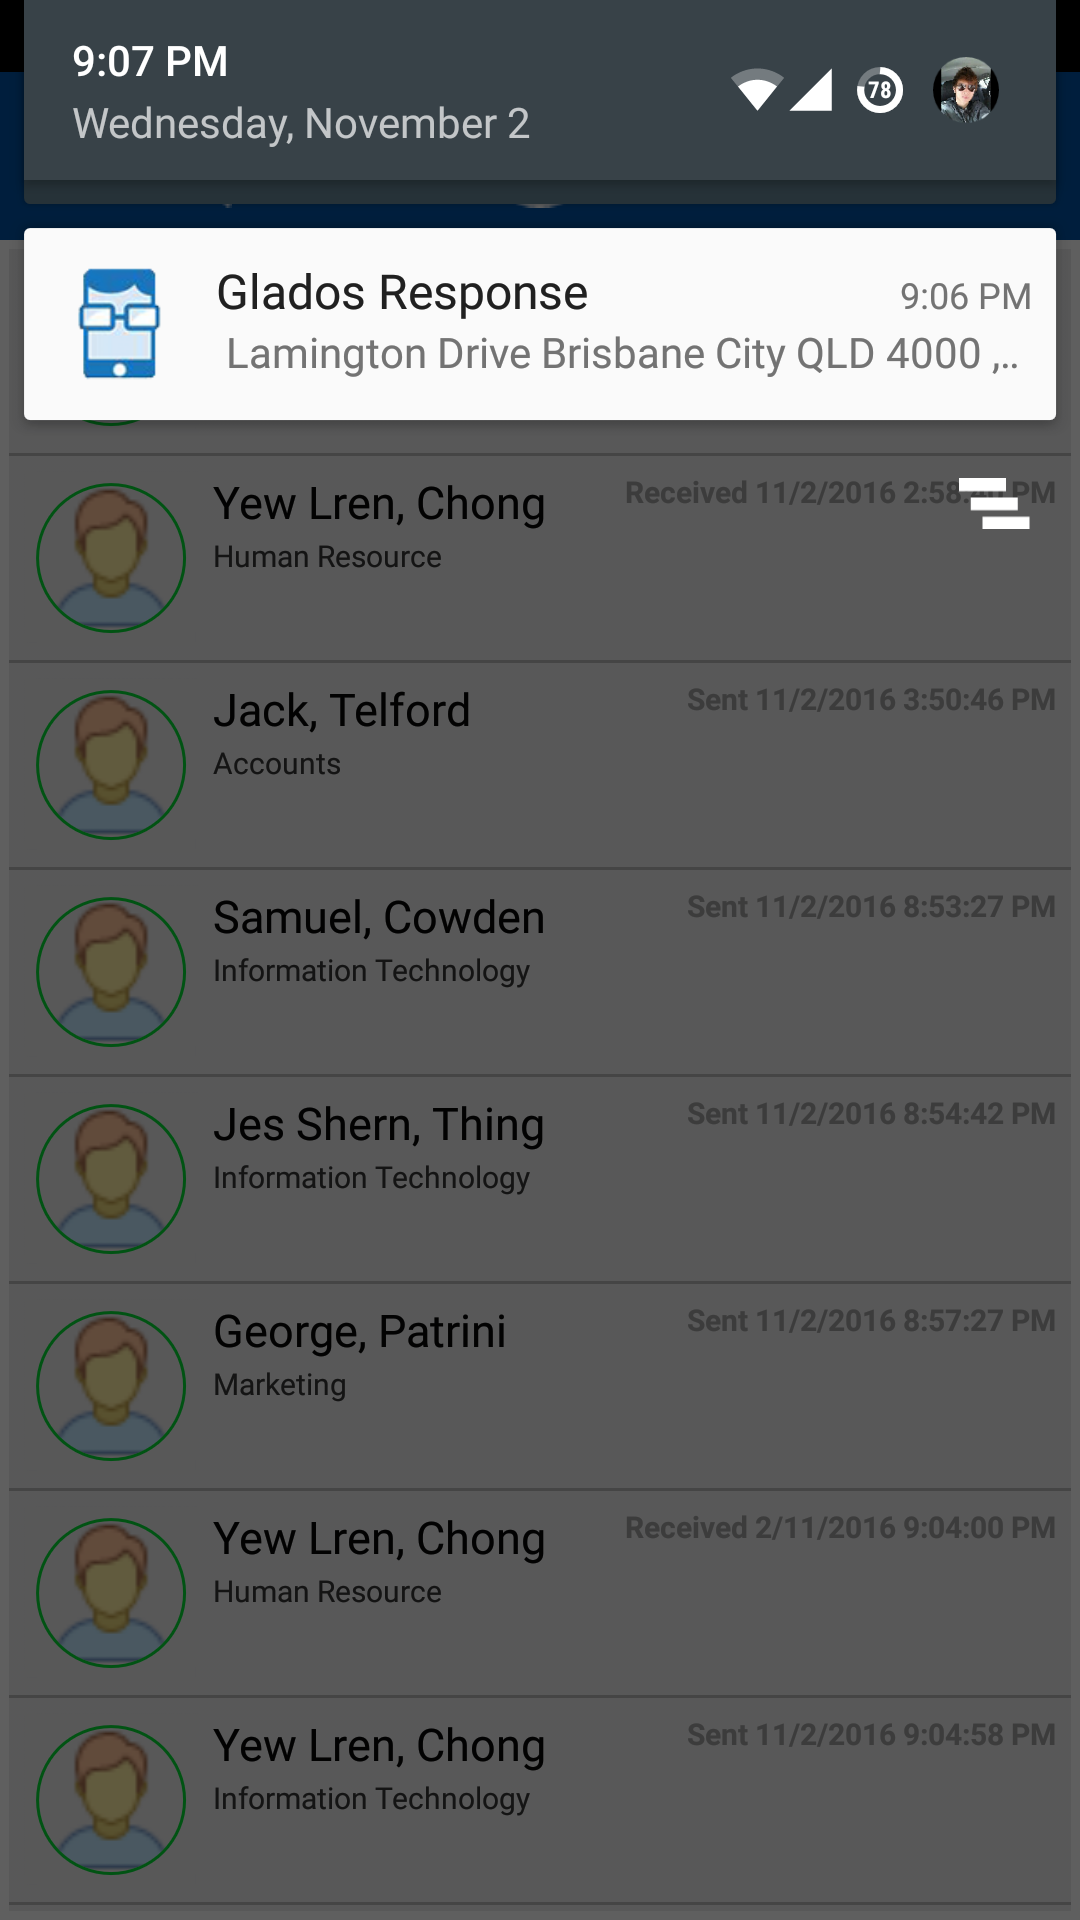 9:07 PM
Wednesday, November 2
78
Glados Response
9:06 PM
Lamington Drive Brisbane City QLD 4000 ,..
Yew Lren, Chong
Received 11/2/2016 2:58: PM
Human Resource
Jack, Telford
Sent 11/2/2016 3:50:46 PM
Accounts
Samuel, Cowden
Sent 11/2/2016 8:53:27 PM
Information Technology
Jes Shern, Thing
Sent 11/2/2016 8:54:42 PM
Information Technology
George, Patrini
Sent 11/2/2016 8:57:27 PM
Marketing
Yew Lren, Chong
Received 2/11/2016 9:04:00 PM
Human Resource
Yew Lren, Chong
Sent 11/2/2016 9:04:58 PM
Information Technology